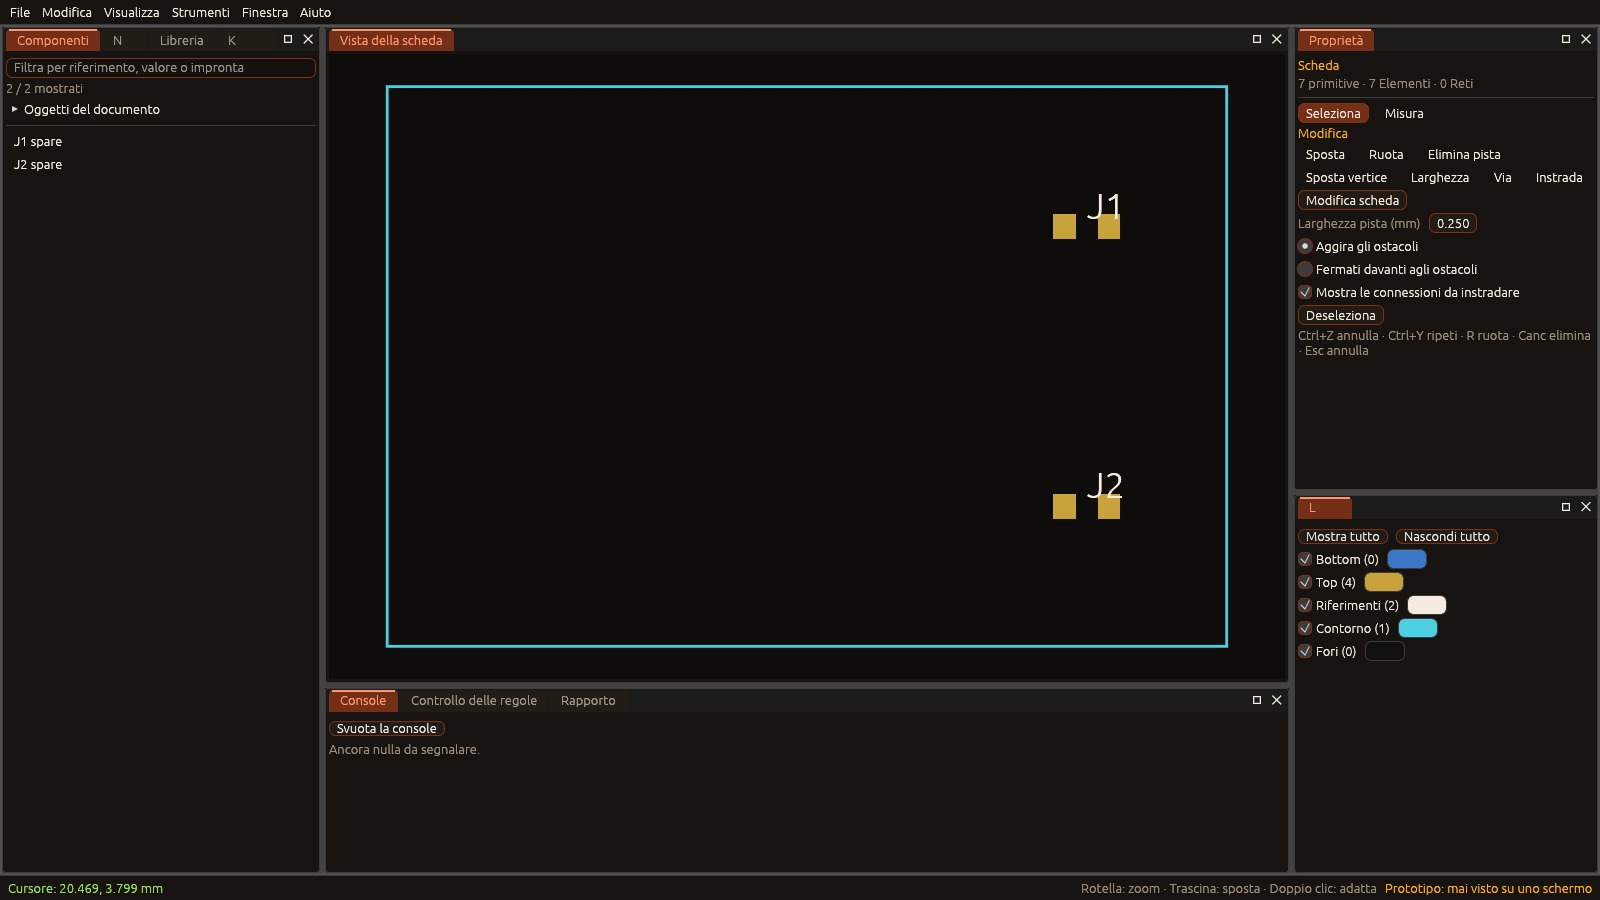 File Modifica Visualizza Strumenti Finestra Aiuto
Componenti N Libreria K
Filtra per riferimento, valore o impronta
2 / 2 mostrati
Oggetti del documento
J1 spare
J2 spare
Vista della scheda
J1
J2
Console Controllo delle regole Rapporto
Svuota la console
Ancora nulla da segnalare.
Proprietà
Scheda
7 primitive · 7 Elementi · 0 Reti
Seleziona Misura
Modifica
Sposta Ruota Elimina pista
Sposta vertice Larghezza Via Instrada
Modifica scheda
Larghezza pista (mm) 0.250
Aggira gli ostacoli
Fermati davanti agli ostacoli
Mostra le connessioni da instradare
Deseleziona
Ctrl+Z annulla · Ctrl+Y ripeti · R ruota · Canc elimina
· Esc annulla
L
Mostra tutto Nascondi tutto
Bottom (0)
Top (4)
Riferimenti (2)
Contorno (1)
Fori (0)
Cursore: 20.469, 3.799 mm
Rotella: zoom · Trascina: sposta · Doppio clic: adatta Prototipo: mai visto su uno schermo